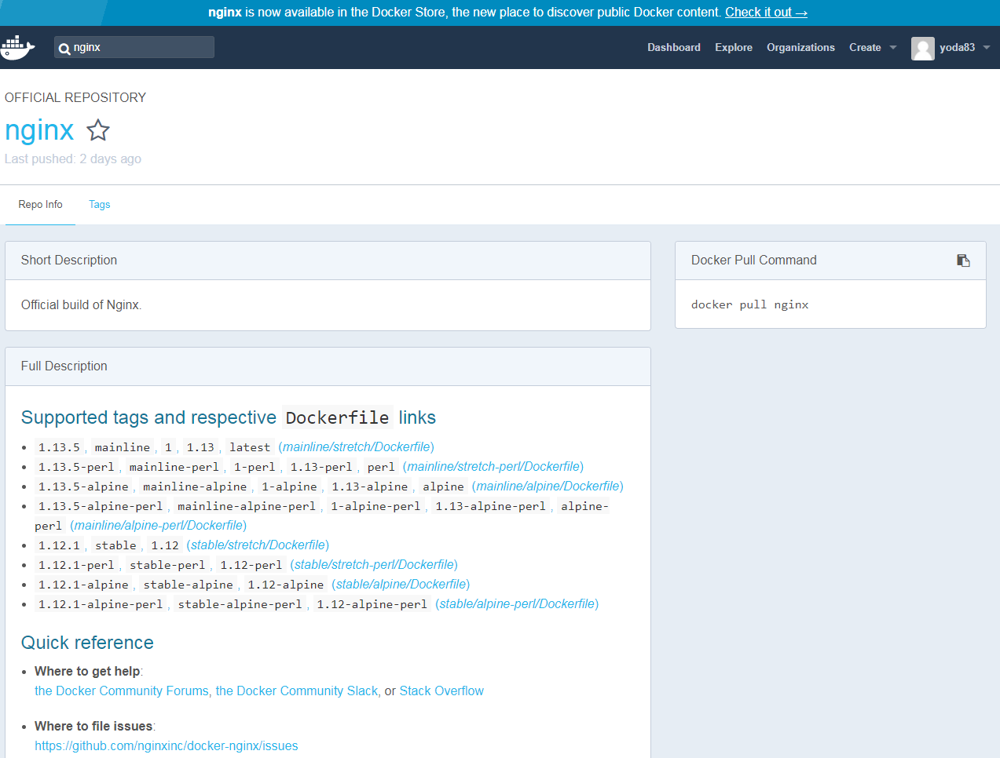 nginx is now available in the Docker Store, the new place to discover public Docker content. Check it out →
nginx
Dashboard Explore Organizations Create yoda83
OFFICIAL REPOSITORY
nginx
Last pushed: 2 days ago
Repo Info Tags
Short Description
Official build of Nginx.
Docker Pull Command
docker pull nginx
Full Description
Supported tags and respective Dockerfile links
• 1.13.5, mainline, 1, 1.13, latest (mainline/stretch/Dockerfile)
• 1.13.5-perl, mainline-perl, 1-perl, 1.13-perl, perl (mainline/stretch-perl/Dockerfile)
• 1.13.5-alpine, mainline-alpine, 1-alpine, 1.13-alpine, alpine (mainline/alpine/Dockerfile)
• 1.13.5-alpine-perl, mainline-alpine-perl, 1-alpine-perl, 1.13-alpine-perl, alpine-
perl (mainline/alpine-perl/Dockerfile)
• 1.12.1, stable, 1.12 (stable/stretch/Dockerfile)
• 1.12.1-perl, stable-perl, 1.12-perl (stable/stretch-perl/Dockerfile)
• 1.12.1-alpine, stable-alpine, 1.12-alpine (stable/alpine/Dockerfile)
• 1.12.1-alpine-perl, stable-alpine-perl, 1.12-alpine-perl (stable/alpine-perl/Dockerfile)
Quick reference
• Where to get help:
the Docker Community Forums, the Docker Community Slack, or Stack Overflow
• Where to file issues:
https://github.com/nginxinc/docker-nginx/issues